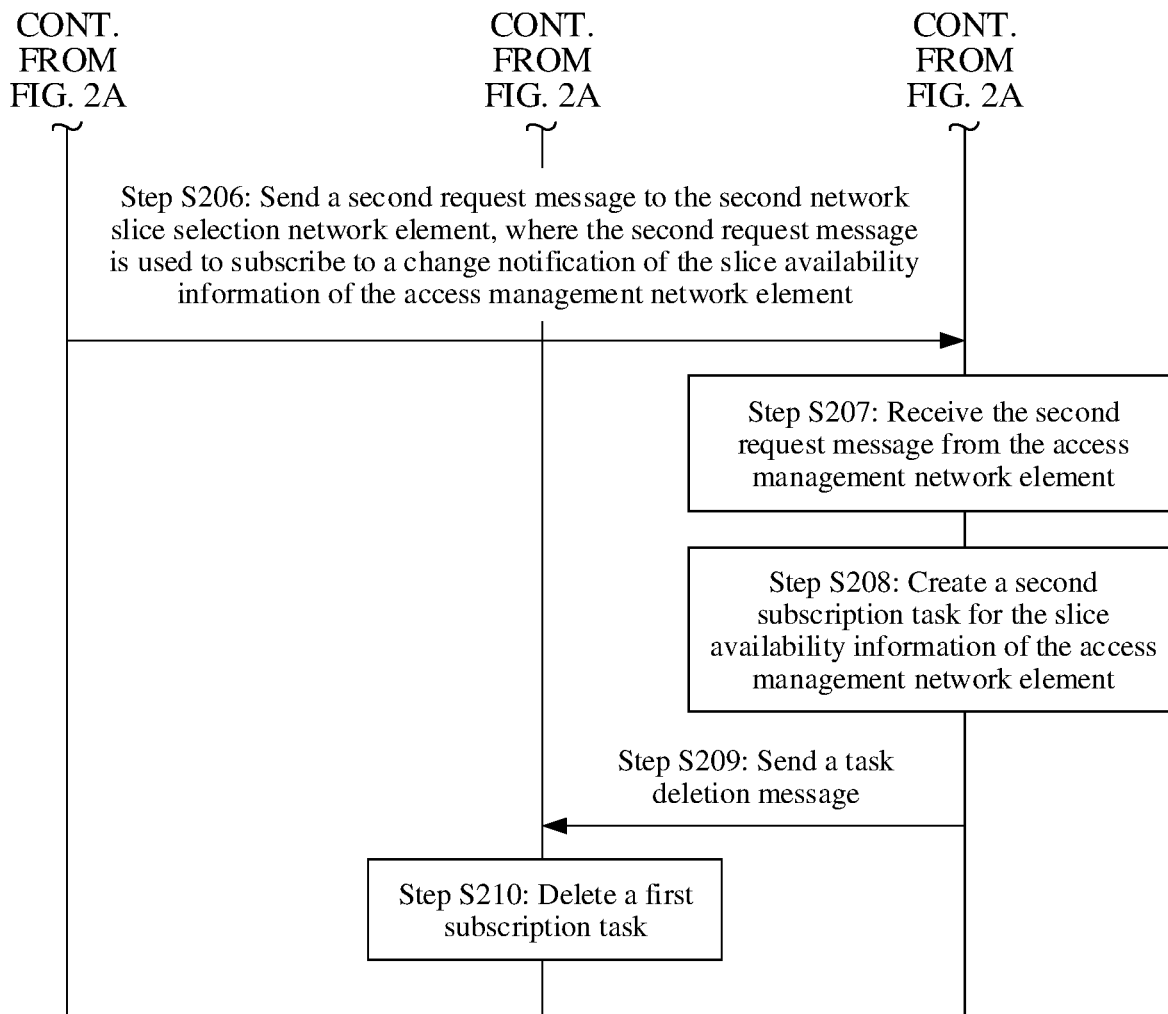 CONT.
FROM
FIG. 2A
CONT.
FROM
FIG. 2A
CONT.
FROM
FIG. 2A
Step S206: Send a second request message to the second network
slice selection network element, where the second request message
is used to subscribe to a change notification of the slice availability
information of the access management network element
Step S207: Receive the second
request message from the access
management network element
Step S208: Create a second
subscription task for the slice
availability information of the access
management network element
Step S209: Send a task
deletion message
Step S210: Delete a first
subscription task